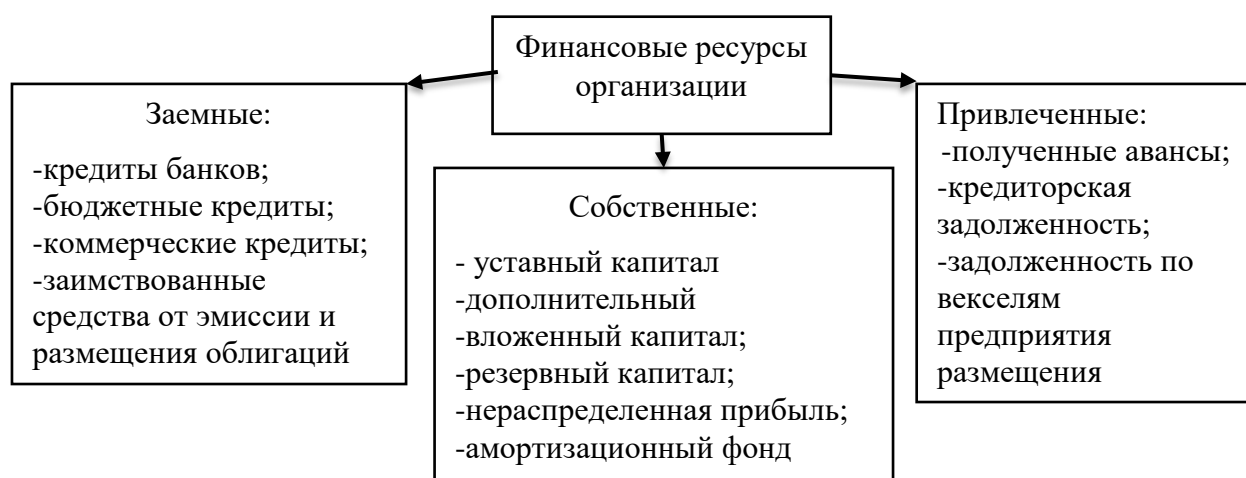 Финансовые ресурсы
организации
Заемные:
-кредиты банков;
-бюджетные кредиты;
-коммерческие кредиты;
-заимствованные
средства от эмиссии и
размещения облигаций
Собственные:
- уставный капитал
-дополнительный
-вложенный капитал;
-резервный капитал;
-нераспределенная прибыль;
-амортизационный фонд
Привлеченные:
-полученные авансы;
-кредиторская
задолженность;
-задолженность по
векселям
предприятия
размещения